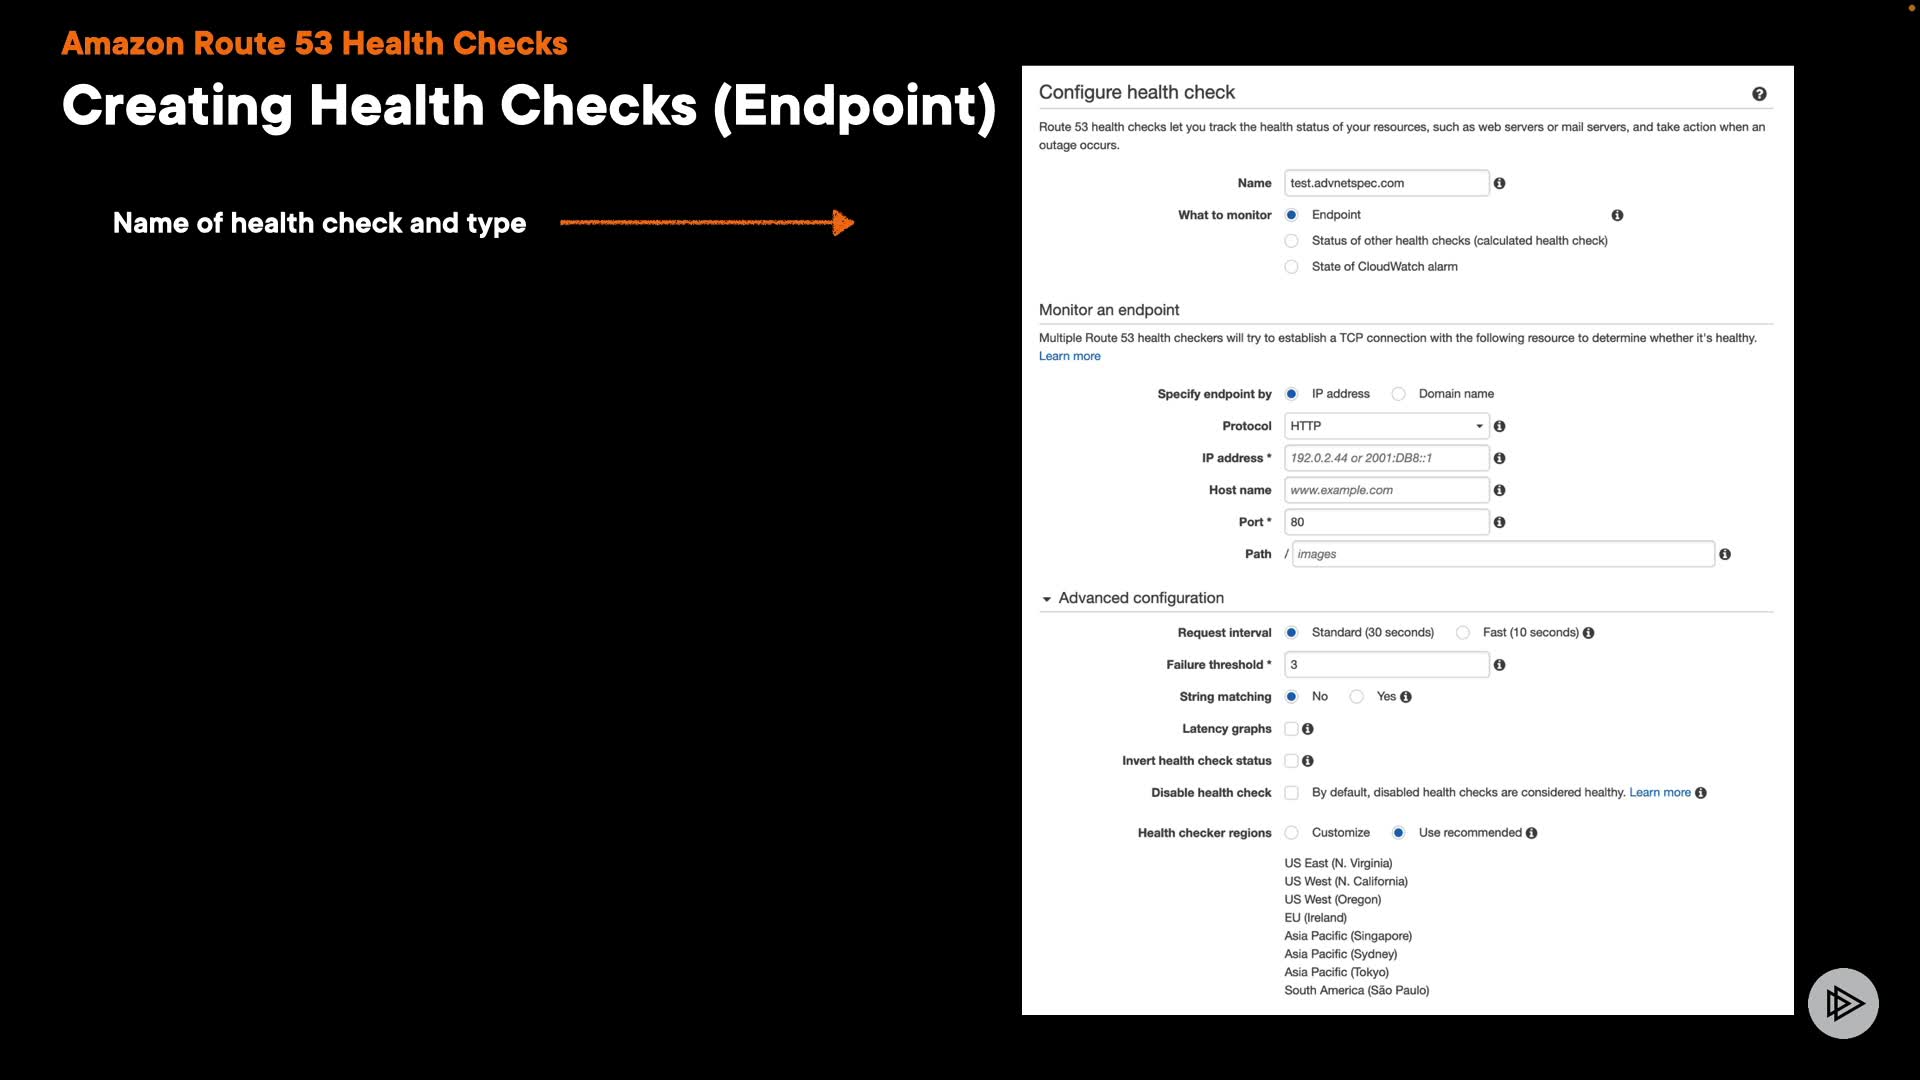 Amazon Route 53 Health Checks
Creating Health Checks (Endpoint)
Name of health check and type
Configure health check
Route 53 health checks let you track the health status of your resources, such as web servers or mail servers, and take action when an
outage occurs.
Name test.advnetspec.com
What to monitor Endpoint
Status of other health checks (calculated health check)
State of CloudWatch alarm
Monitor an endpoint
Multiple Route 53 health checkers will try to establish a TCP connection with the following resource to determine whether it's healthy.
Learn more
Specify endpoint by IP address Domain name
Protocol HTTP
IP address * 192.0.2.44 or 2001:DB8::1
Host name www.example.com
Port * 80
Path / images
Advanced configuration
Request interval Standard (30 seconds) Fast (10 seconds)
Failure threshold * 3
String matching No Yes
Latency graphs
Invert health check status
Disable health check By default, disabled health checks are considered healthy. Learn more
Health checker regions Customize Use recommended
US East (N. Virginia)
US West (N. California)
US West (Oregon)
EU (Ireland)
Asia Pacific (Singapore)
Asia Pacific (Sydney)
Asia Pacific (Tokyo)
South America (São Paulo)